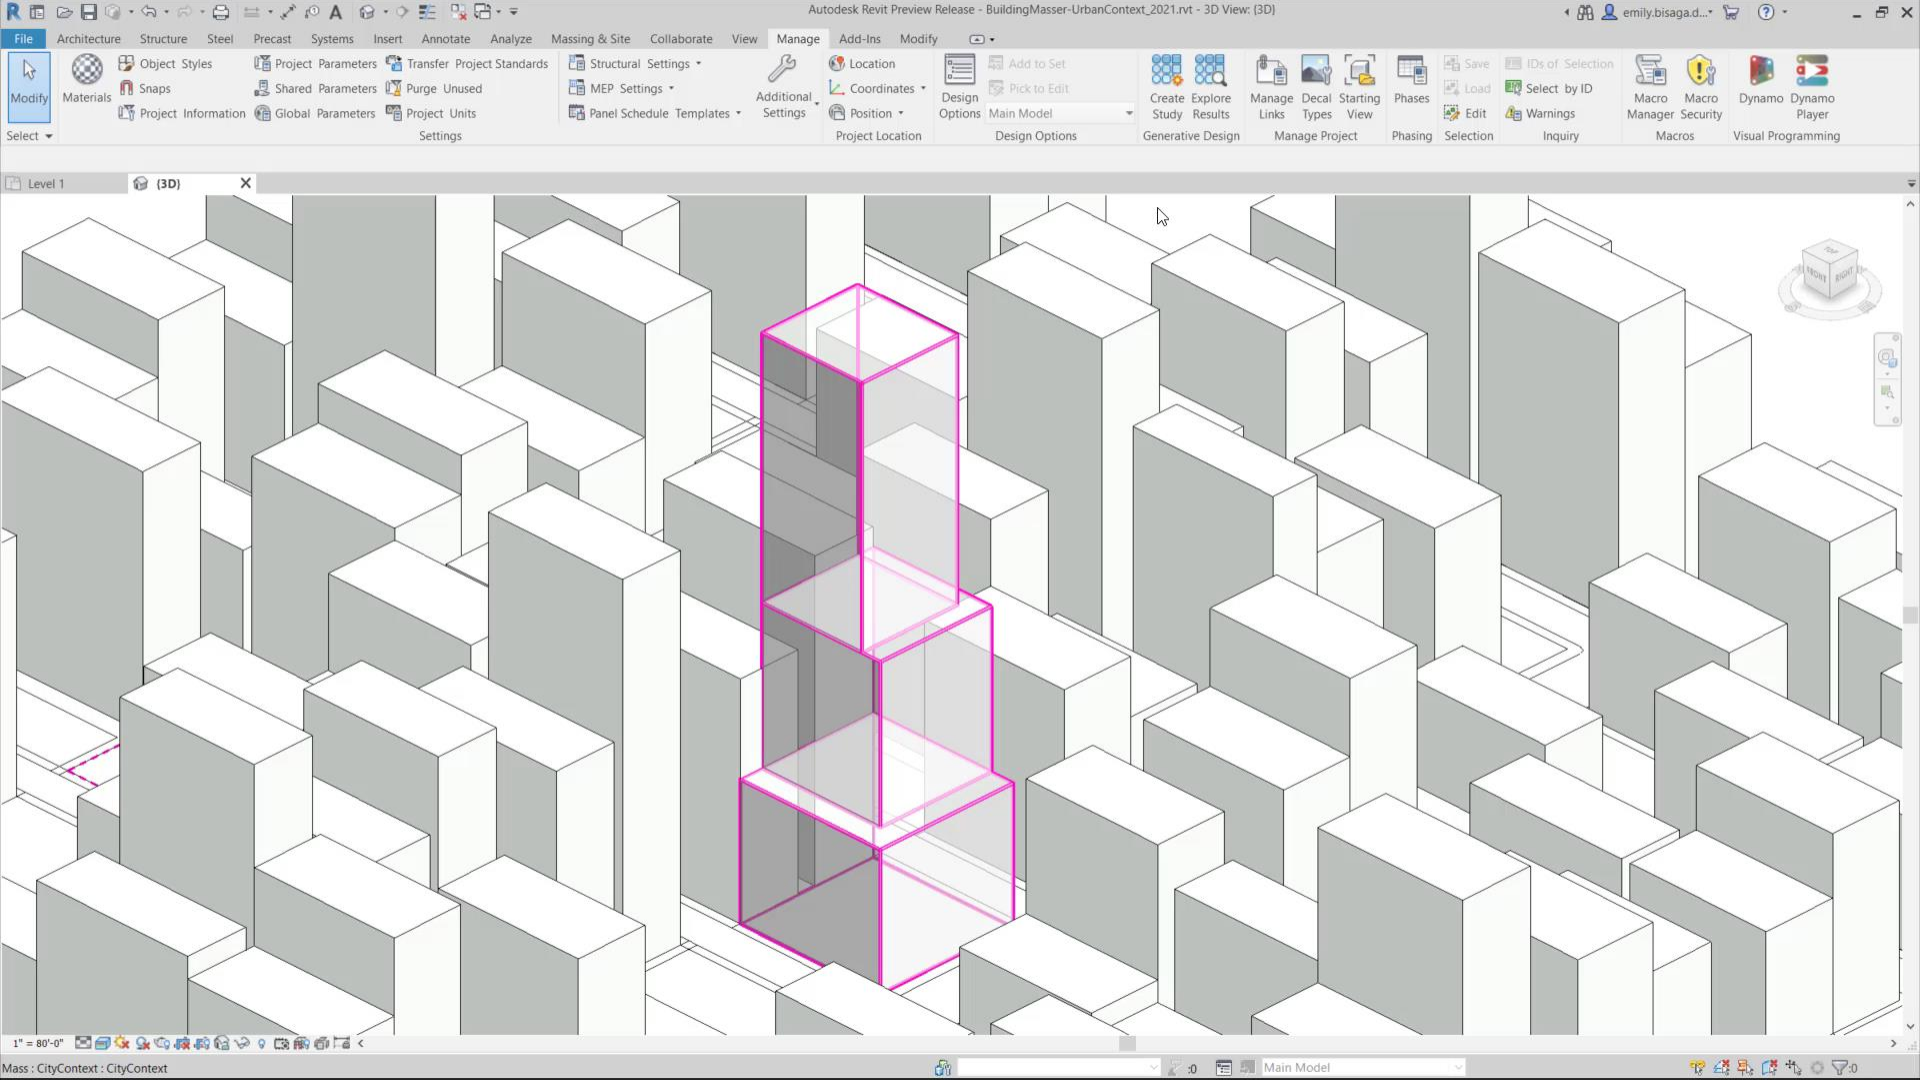 Autodesk Revit Preview Release - BuildingMasser-UrbanContext_2021.rvt - 3D View: {3D}
emily.bisaga.d...
File Architecture Structure Steel Precast Systems Insert Annotate Analyze Massing & Site Collaborate View Manage Add-Ins Modify
Modify
Select
Materials
Object Styles
Snaps
Project Information
Project Parameters
Shared Parameters
Global Parameters
Transfer Project Standards
Purge Unused
Project Units
Settings
Structural Settings
MEP Settings
Panel Schedule Templates
Additional
Settings
Location
Coordinates
Position
Project Location
Design
Options
Add to Set
Pick to Edit
Main Model
Design Options
Create
Study
Explore
Results
Generative Design
Manage
Links
Decal
Types
Starting
View
Manage Project
Phases
Phasing
Save
Load
Edit
Selection
IDs of Selection
Select by ID
Warnings
Inquiry
Macro
Manager
Macro
Security
Macros
Dynamo
Dynamo
Player
Visual Programming
Level 1
{3D}
TOP
FRONT
RIGHT
1" = 80'-0"
Mass : CityContext : CityContext
:0
Main Model
:0